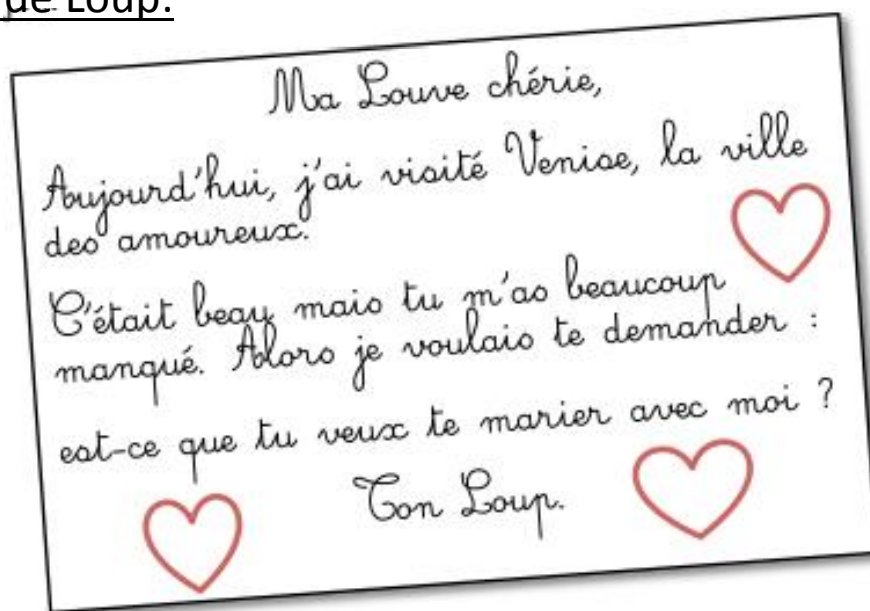 de Loup.
Ma Louve chérie,
Aujourd'hui, j'ai visité Venise, la ville
des amoureux.
C'était beau mais tu m'as beaucoup
manqué. Alors je voulais te demander :
est-ce que tu veux te marier avec moi ?
Ton Loup.